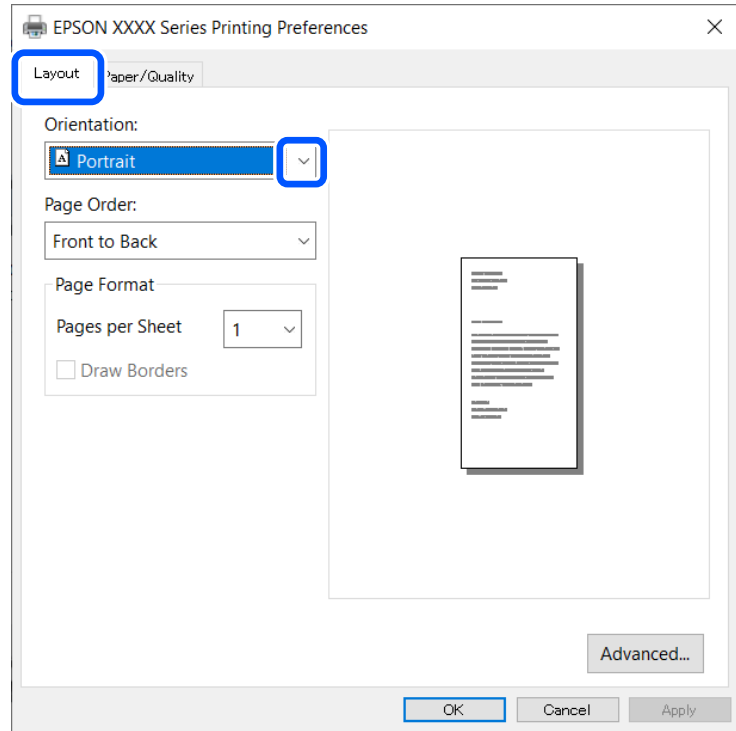 EPSON XXXX Series Printing Preferences
Layout
Paper/Quality
Orientation:
Portrait
Page Order:
Front to Back
Page Format
Pages per Sheet
1
Draw Borders
Advanced...
OK
Cancel
Apply